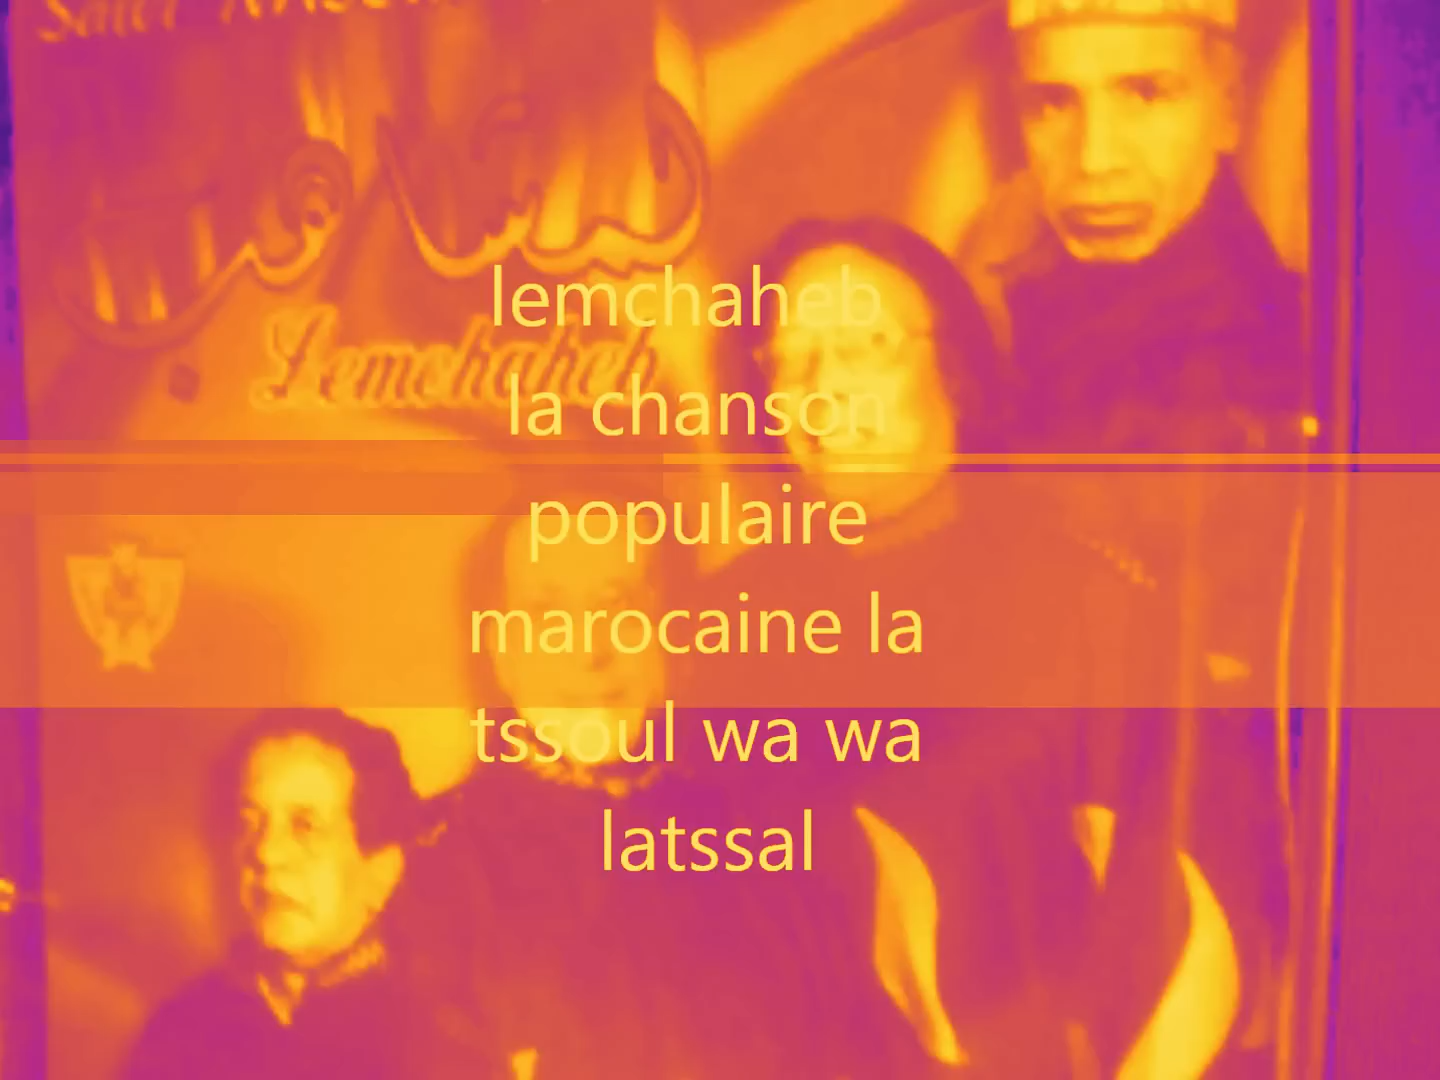 Lemchaheb
lemchaheb
la chanson
populaire
marocaine la
tssoul wa wa
latssal